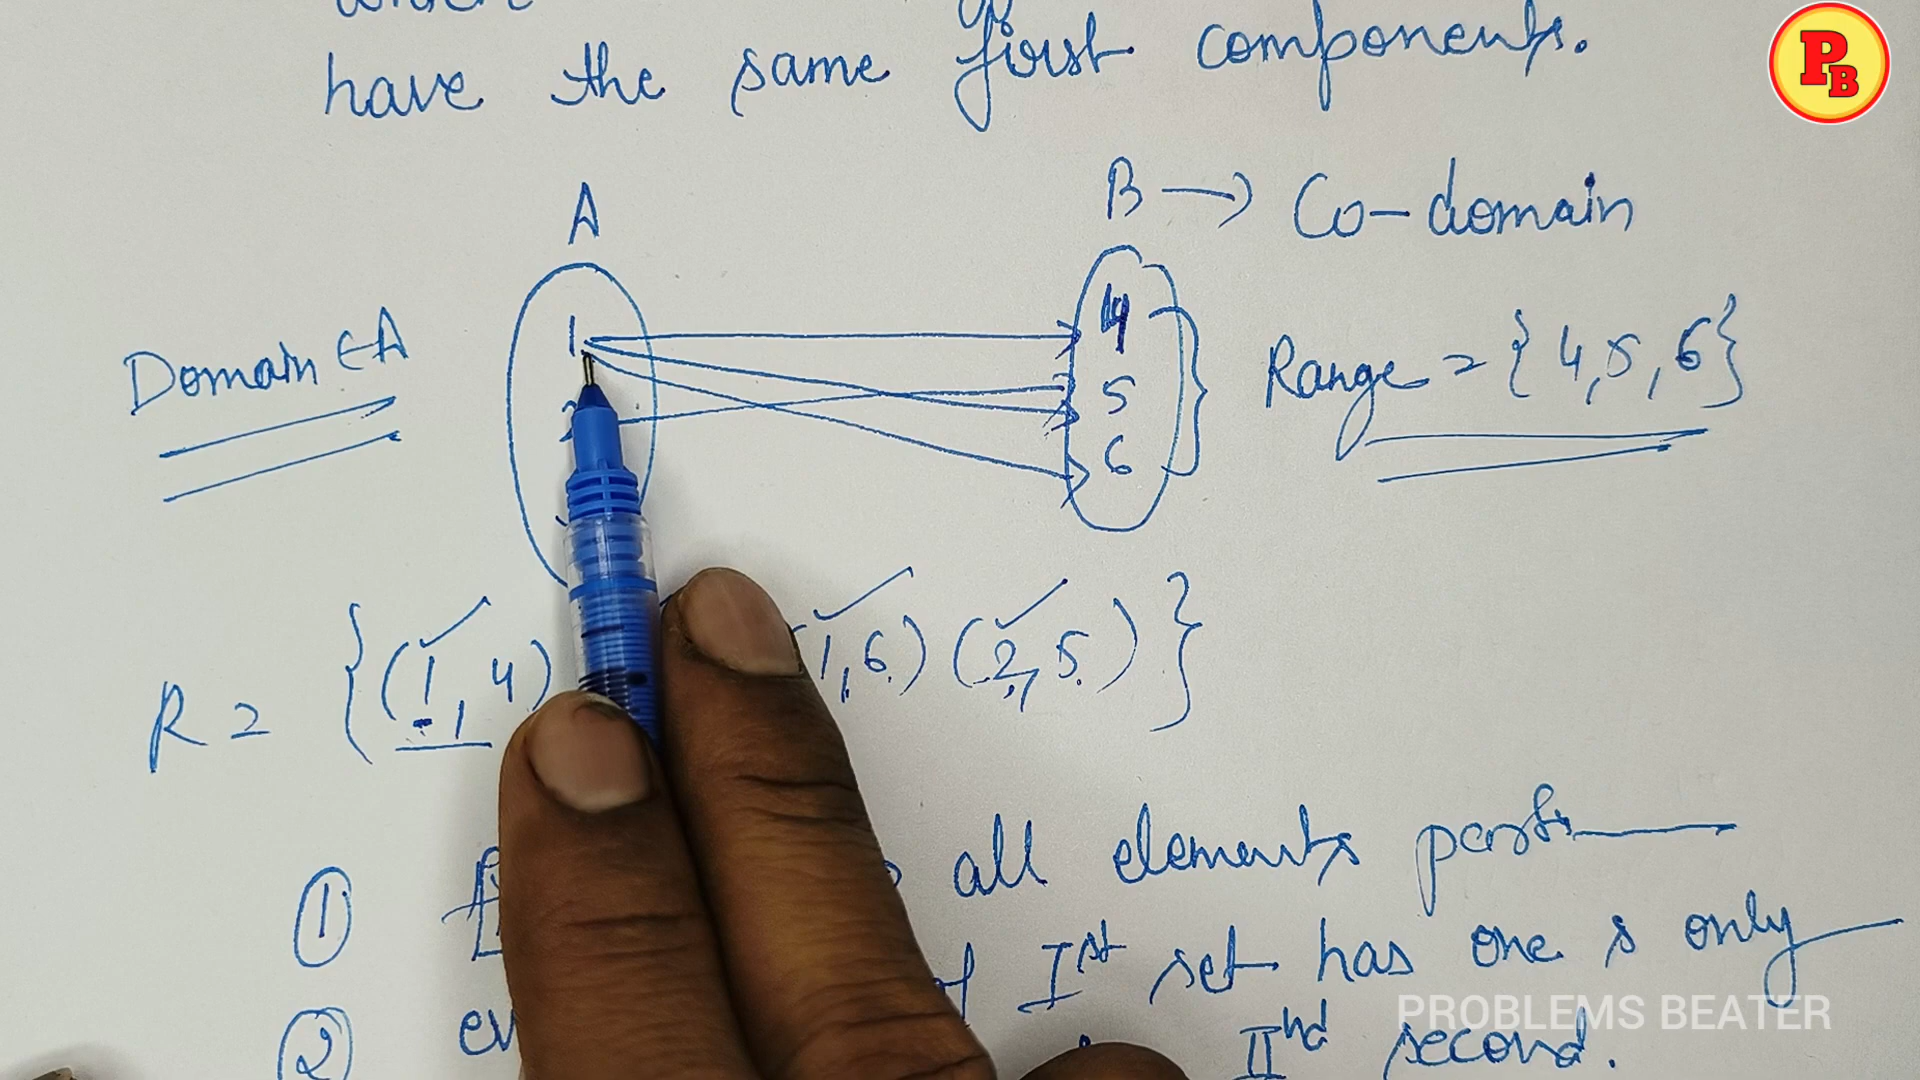 have the same first components.
PB
A
B → Co-domain
Domain ∈ A
1
4
5
6
2
Range = { 4, 5, 6 }
R = { (1, 4) 1, 6) (2, 5) }
① all elements
of Ist set has one & only
② IInd second.
PROBLEMS BEATER